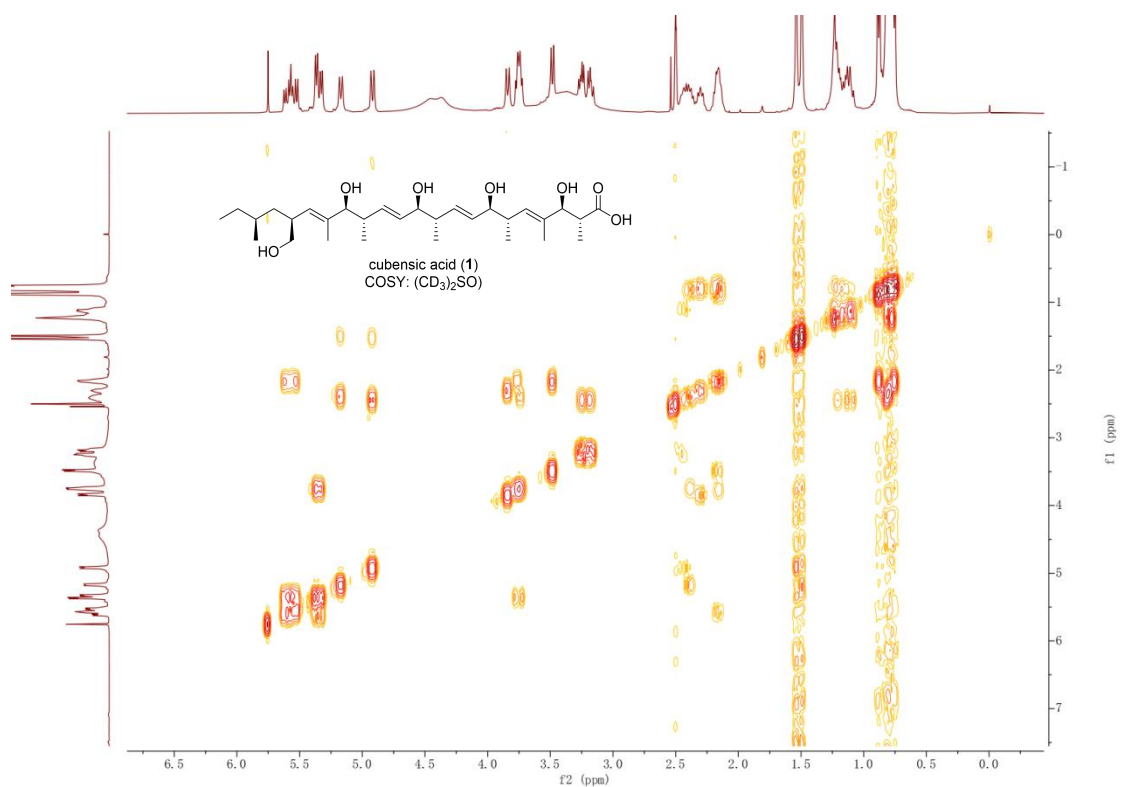 OH
OH
OH
OH
O
OH
HO
cubensic acid (1)
COSY: (CD3)2SO)
-1
0
1
2
3
4
5
6
7
f1 (ppm)
6.5 6.0 5.5 5.0 4.5 4.0 3.5 3.0 2.5 2.0 1.5 1.0 0.5 0.0
f2 (ppm)